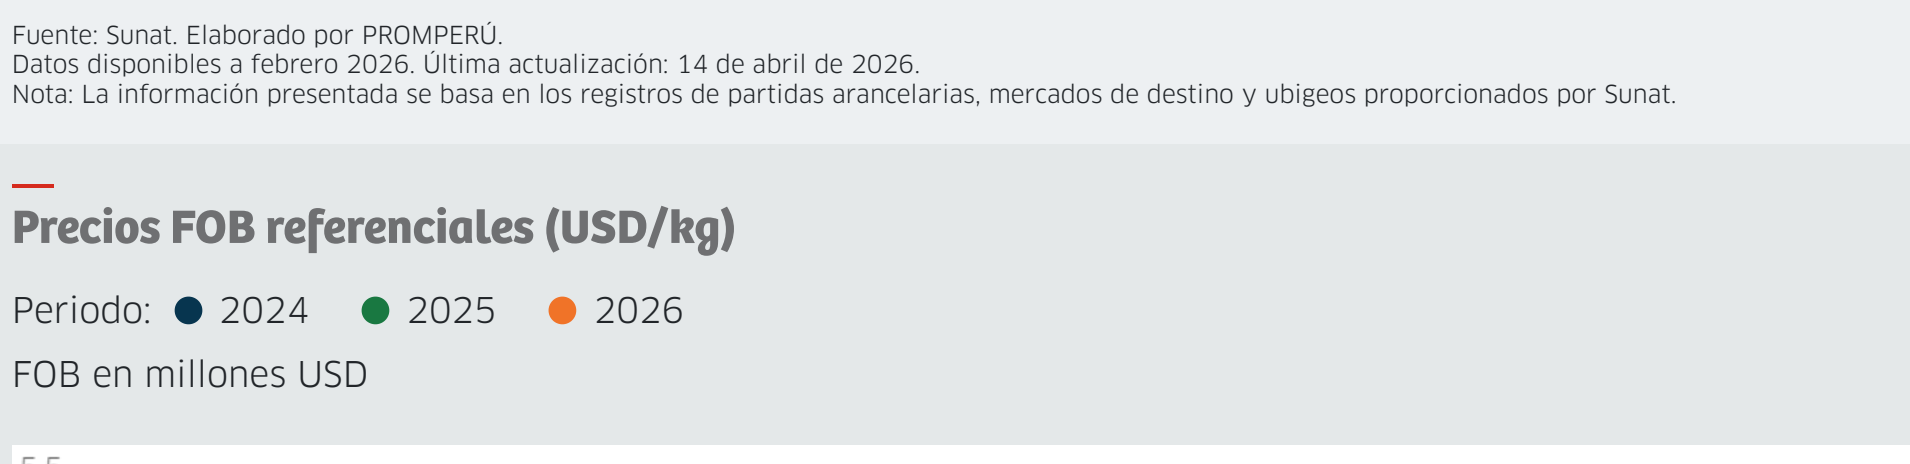 Fuente: Sunat. Elaborado por PROMPERÚ.
Datos disponibles a febrero 2026. Última actualización: 14 de abril de 2026.
Nota: La información presentada se basa en los registros de partidas arancelarias, mercados de destino y ubigeos proporcionados por Sunat.
Precios FOB referenciales (USD/kg)
Periodo: 2024 2025 2026
FOB en millones USD